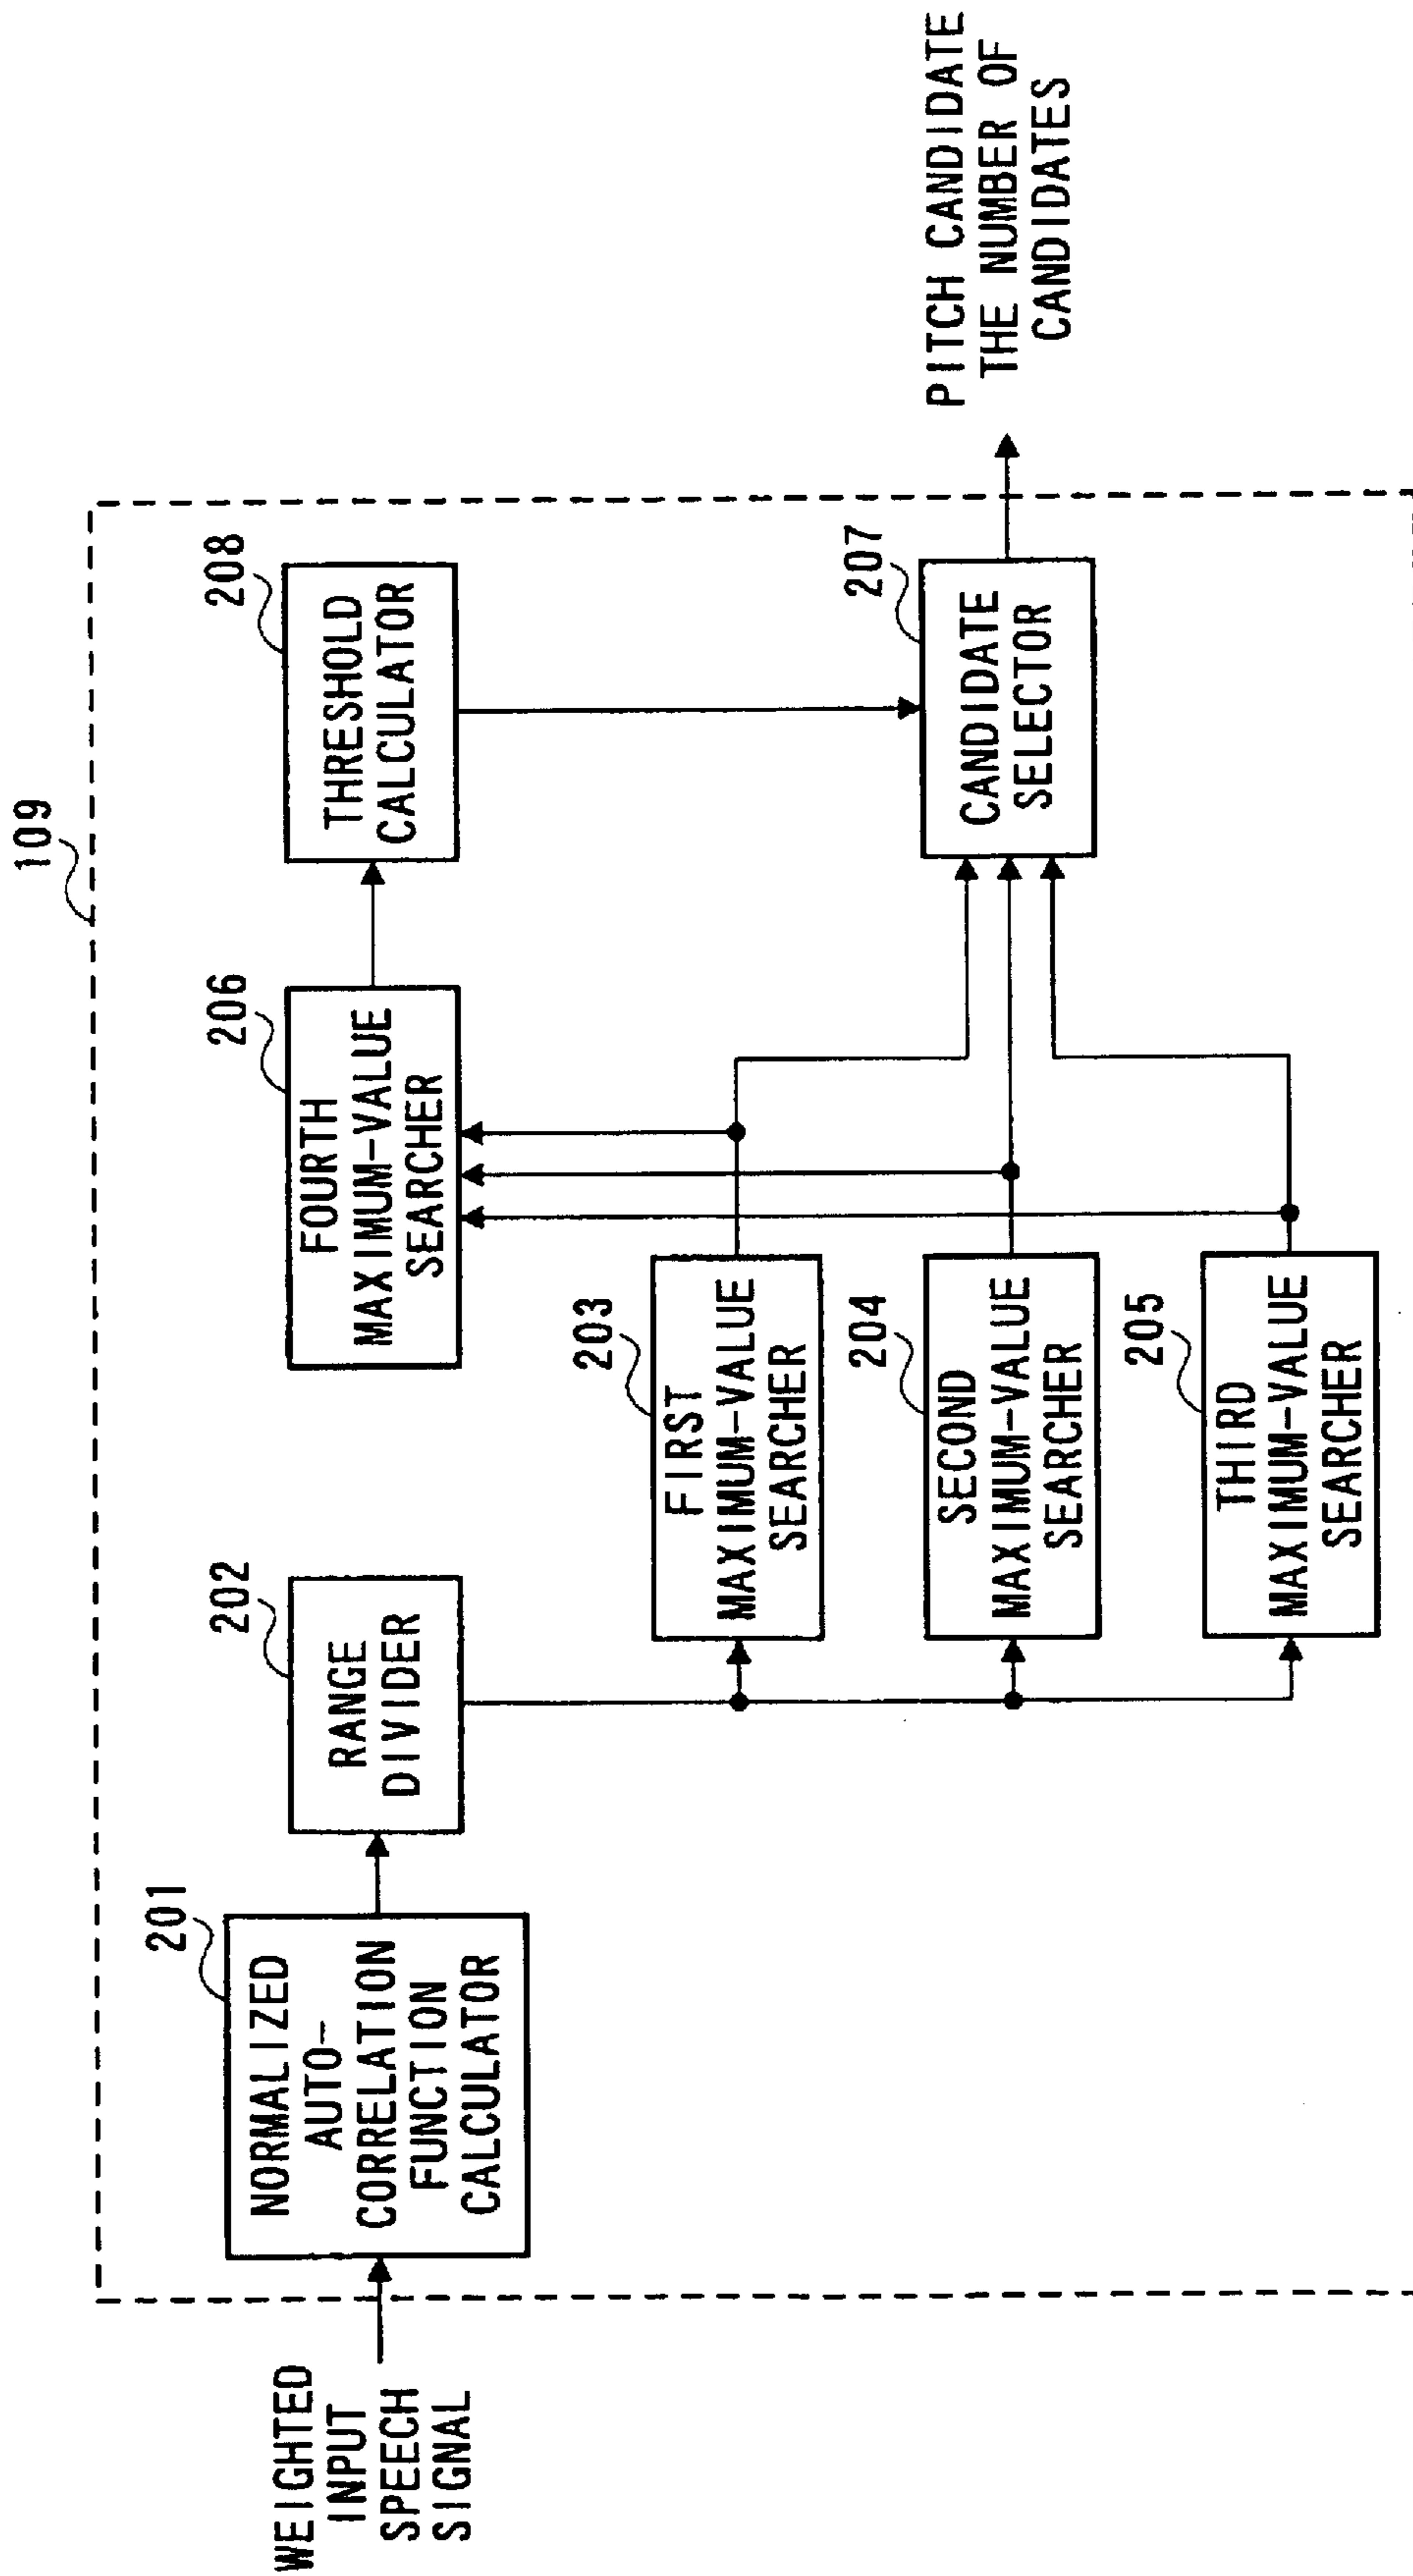 109
WEIGHTED
INPUT
SPEECH
SIGNAL
201
NORMALIZED
AUTO-
CORRELATION
FUNCTION
CALCULATOR
202
RANGE
DIVIDER
206
FOURTH
MAXIMUM-VALUE
SEARCHER
208
THRESHOLD
CALCULATOR
203
FIRST
MAXIMUM-VALUE
SEARCHER
204
SECOND
MAXIMUM-VALUE
SEARCHER
205
THIRD
MAXIMUM-VALUE
SEARCHER
207
CANDIDATE
SELECTOR
PITCH CANDIDATE
THE NUMBER OF
CANDIDATES